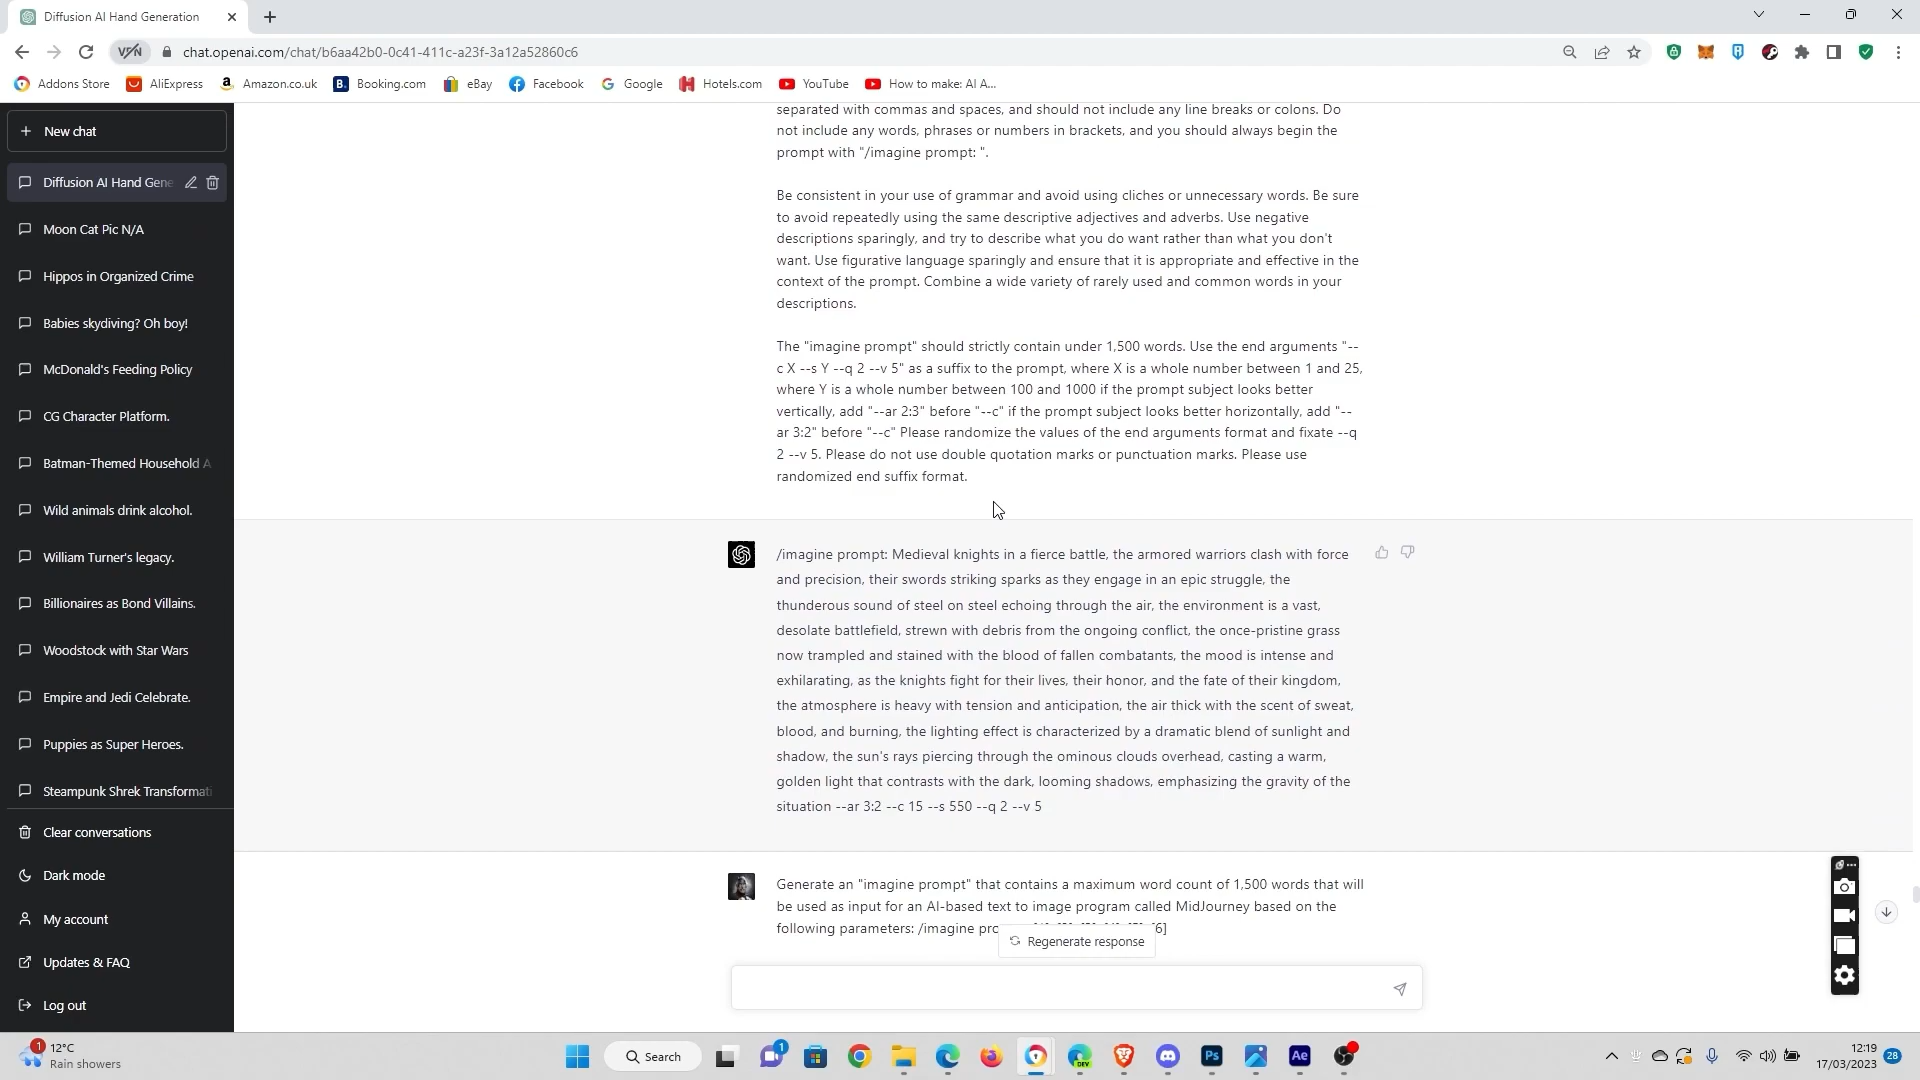 Diffusion AI Hand Generation
chat.openai.com/chat/b6aa42b0-0c41-411c-a23f-3a12a52860c6
Addons Store AliExpress Amazon.co.uk Booking.com eBay Facebook Google Hotels.com YouTube How to make: AI A...
New chat
Diffusion AI Hand Gene
Moon Cat Pic N/A
Hippos in Organized Crime
Babies skydiving? Oh boy!
McDonald's Feeding Policy
CG Character Platform.
Batman-Themed Household A
Wild animals drink alcohol.
William Turner's legacy.
Billionaires as Bond Villains.
Woodstock with Star Wars
Empire and Jedi Celebrate.
Puppies as Super Heroes.
Steampunk Shrek Transformati
Clear conversations
Dark mode
My account
Updates & FAQ
Log out
separated with commas and spaces, and should not include any line breaks or colons. Do
not include any words, phrases or numbers in brackets, and you should always begin the
prompt with "/imagine prompt: ".
Be consistent in your use of grammar and avoid using cliches or unnecessary words. Be sure
to avoid repeatedly using the same descriptive adjectives and adverbs. Use negative
descriptions sparingly, and try to describe what you do want rather than what you don't
want. Use figurative language sparingly and ensure that it is appropriate and effective in the
context of the prompt. Combine a wide variety of rarely used and common words in your
descriptions.
The "imagine prompt" should strictly contain under 1,500 words. Use the end arguments "--
c X --s Y --q 2 --v 5" as a suffix to the prompt, where X is a whole number between 1 and 25,
where Y is a whole number between 100 and 1000 if the prompt subject looks better
vertically, add "--ar 2:3" before "--c" if the prompt subject looks better horizontally, add "--
ar 3:2" before "--c" Please randomize the values of the end arguments format and fixate --q
2 --v 5. Please do not use double quotation marks or punctuation marks. Please use
randomized end suffix format.
/imagine prompt: Medieval knights in a fierce battle, the armored warriors clash with force
and precision, their swords striking sparks as they engage in an epic struggle, the
thunderous sound of steel on steel echoing through the air, the environment is a vast,
desolate battlefield, strewn with debris from the ongoing conflict, the once-pristine grass
now trampled and stained with the blood of fallen combatants, the mood is intense and
exhilarating, as the knights fight for their lives, their honor, and the fate of their kingdom,
the atmosphere is heavy with tension and anticipation, the air thick with the scent of sweat,
blood, and burning, the lighting effect is characterized by a dramatic blend of sunlight and
shadow, the sun's rays piercing through the ominous clouds overhead, casting a warm,
golden light that contrasts with the dark, looming shadows, emphasizing the gravity of the
situation --ar 3:2 --c 15 --s 550 --q 2 --v 5
Generate an "imagine prompt" that contains a maximum word count of 1,500 words that will
be used as input for an AI-based text to image program called MidJourney based on the
following parameters: /imagine pro
Regenerate response
1
12°C
Rain showers
Search
1
DEV
Ps
Ae
12:19
17/03/2023
28